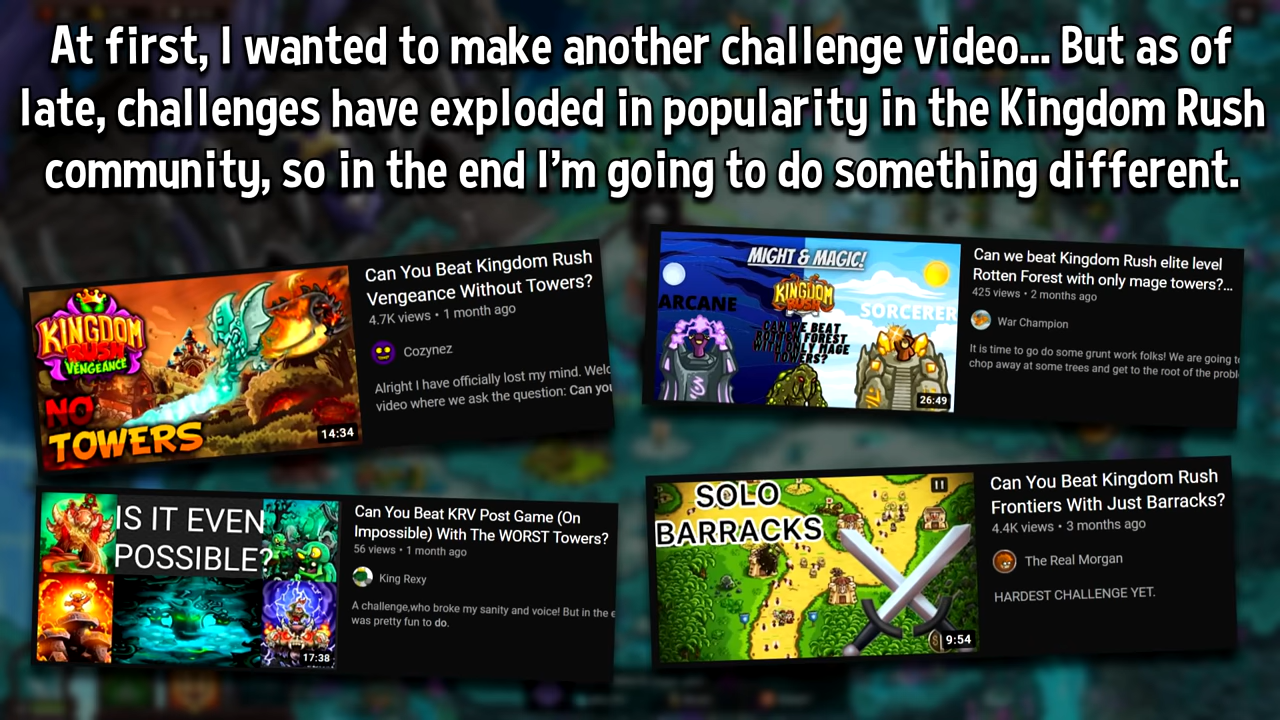 At first, I wanted to make another challenge video... But as of
late, challenges have exploded in popularity in the Kingdom Rush
community, so in the end I'm going to do something different.
KINGDOM
RUSH
VENGEANCE
NO
TOWERS
14:34
Can You Beat Kingdom Rush
Vengeance Without Towers?
4.7K views • 1 month ago
Cozynez
Alright I have officially lost my mind. Welc
video where we ask the question: Can you
MIGHT & MAGIC!
KINGDOM
RUSH
ARCANE
SORCERER
CAN WE BEAT
ROTTEN FOREST
WITH ONLY MAGE
TOWERS?
26:49
Can we beat Kingdom Rush elite level
Rotten Forest with only mage towers?...
425 views • 2 months ago
War Champion
It is time to go do some grunt work folks! We are going to
chop away at some trees and get to the root of the proble
IS IT EVEN
POSSIBLE?
17:38
Can You Beat KRV Post Game (On
Impossible) With The WORST Towers?
56 views • 1 month ago
King Rexy
A challenge,who broke my sanity and voice! But in the e
was pretty fun to do.
SOLO
BARRACKS
9:54
Can You Beat Kingdom Rush
Frontiers With Just Barracks?
4.4K views • 3 months ago
The Real Morgan
HARDEST CHALLENGE YET.